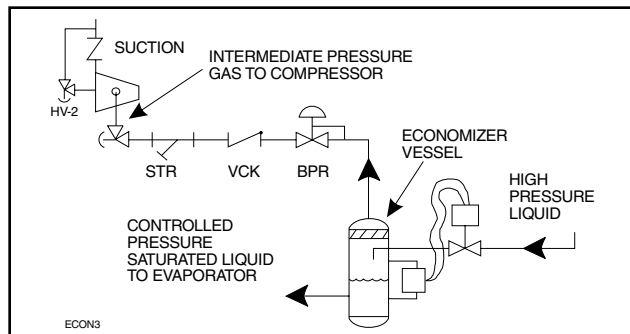 SUCTION
INTERMEDIATE PRESSURE
GAS TO COMPRESSOR
HV-2
STR
VCK
BPR
ECONOMIZER
VESSEL
HIGH
PRESSURE
LIQUID
CONTROLLED
PRESSURE
SATURATED LIQUID
TO EVAPORATOR
ECON3